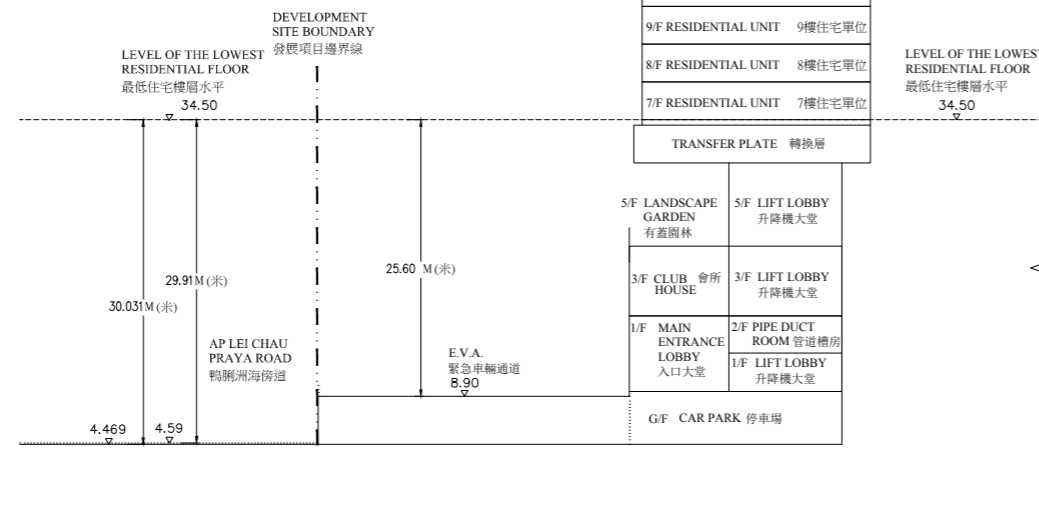 DEVELOPMENT
SITE BOUNDARY
發展項目邊界線
LEVEL OF THE LOWEST
RESIDENTIAL FLOOR
最低住宅樓層水平
34.50
9/F RESIDENTIAL UNIT 9樓住宅單位
8/F RESIDENTIAL UNIT 8樓住宅單位
7/F RESIDENTIAL UNIT 7樓住宅單位
LEVEL OF THE LOWEST
RESIDENTIAL FLOOR
最低住宅樓層水平
34.50
TRANSFER PLATE 轉換層
5/F LANDSCAPE
GARDEN
有蓋園林
5/F LIFT LOBBY
升降機大堂
25.60 M(米)
29.91M(米)
30.031M(米)
3/F CLUB 會所
HOUSE
3/F LIFT LOBBY
升降機大堂
1/F MAIN
ENTRANCE
LOBBY
入口大堂
2/F PIPE DUCT
ROOM 管道槽房
1/F LIFT LOBBY
升降機大堂
AP LEI CHAU
PRAYA ROAD
鴨脷洲海傍道
E.V.A.
緊急車輛通道
8.90
G/F CAR PARK 停車場
4.469
4.59